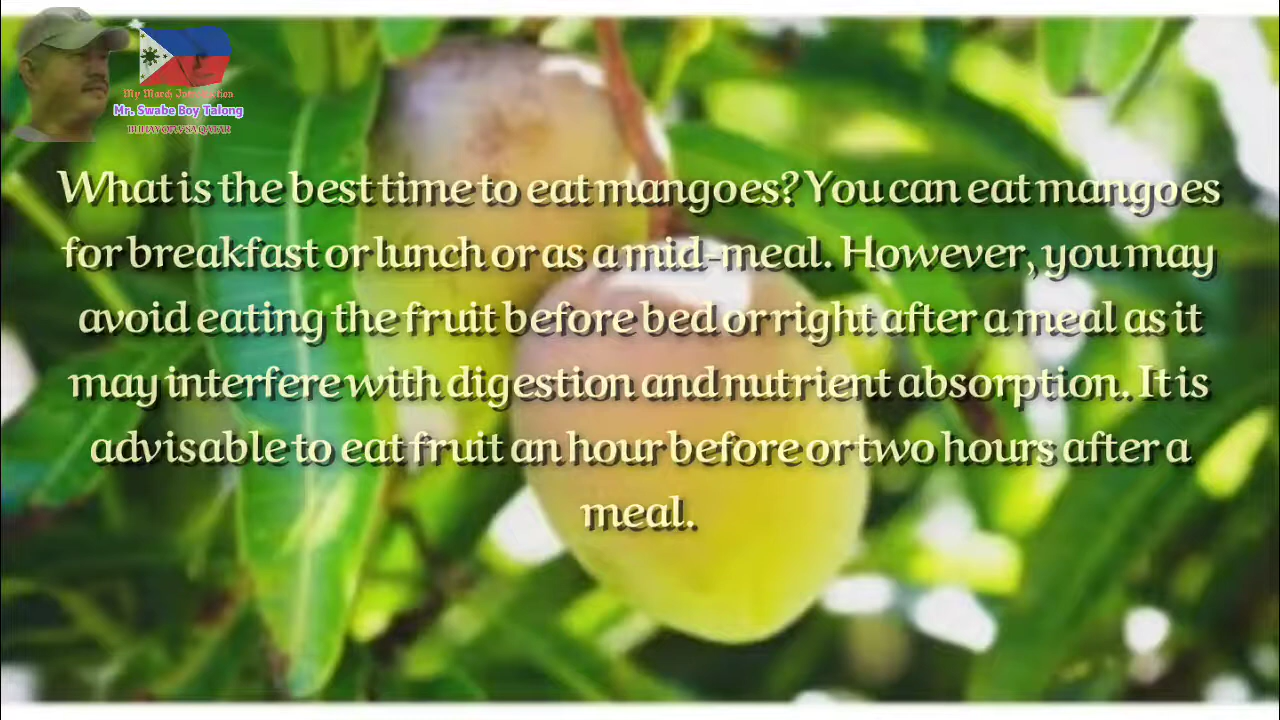 My March Introduction
Mr. Swabe Boy Talong
What is the best time to eat mangoes? You can eat mangoes
for breakfast or lunch or as a mid-meal. However, you may
avoid eating the fruit before bed or right after a meal as it
may interfere with digestion and nutrient absorption. It is
advisable to eat fruit an hour before or two hours after a
meal.